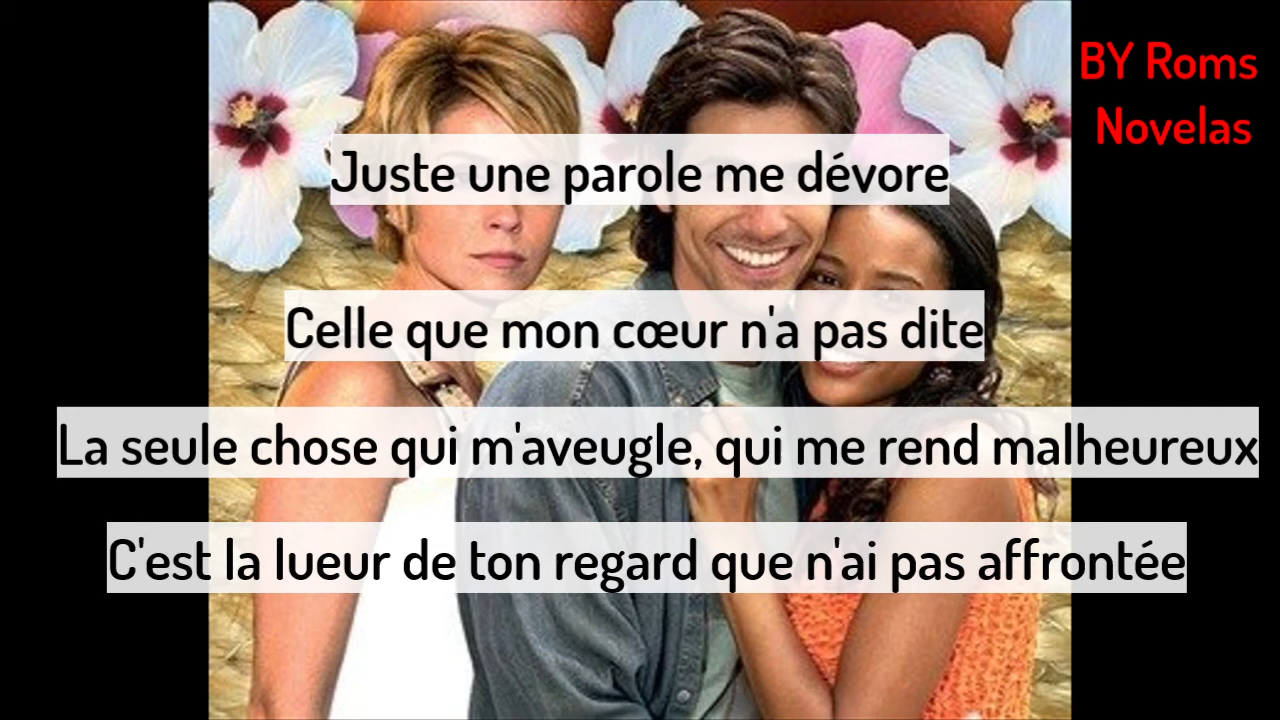 BY Roms
Novelas
Juste une parole me dévore
Celle que mon cœur n'a pas dite
La seule chose qui m'aveugle, qui me rend malheureux
C'est la lueur de ton regard que n'ai pas affrontée